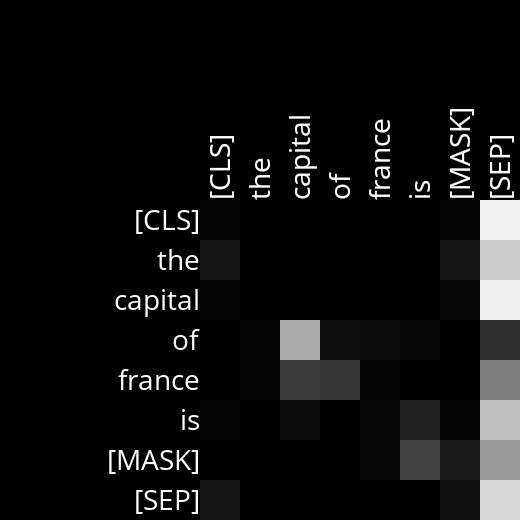 [CLS]
the
capital
of
france
is
[MASK]
[SEP]
[CLS]
the
capital
of
france
is
[MASK]
[SEP]